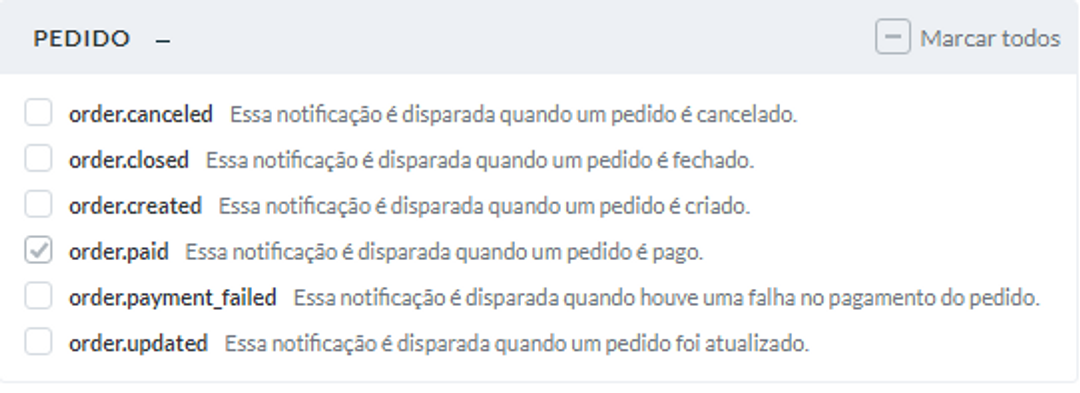 PEDIDO –
Marcar todos
order.canceled Essa notificação é disparada quando um pedido é cancelado.
order.closed Essa notificação é disparada quando um pedido é fechado.
order.created Essa notificação é disparada quando um pedido é criado.
order.paid Essa notificação é disparada quando um pedido é pago.
order.payment_failed Essa notificação é disparada quando houve uma falha no pagamento do pedido.
order.updated Essa notificação é disparada quando um pedido foi atualizado.